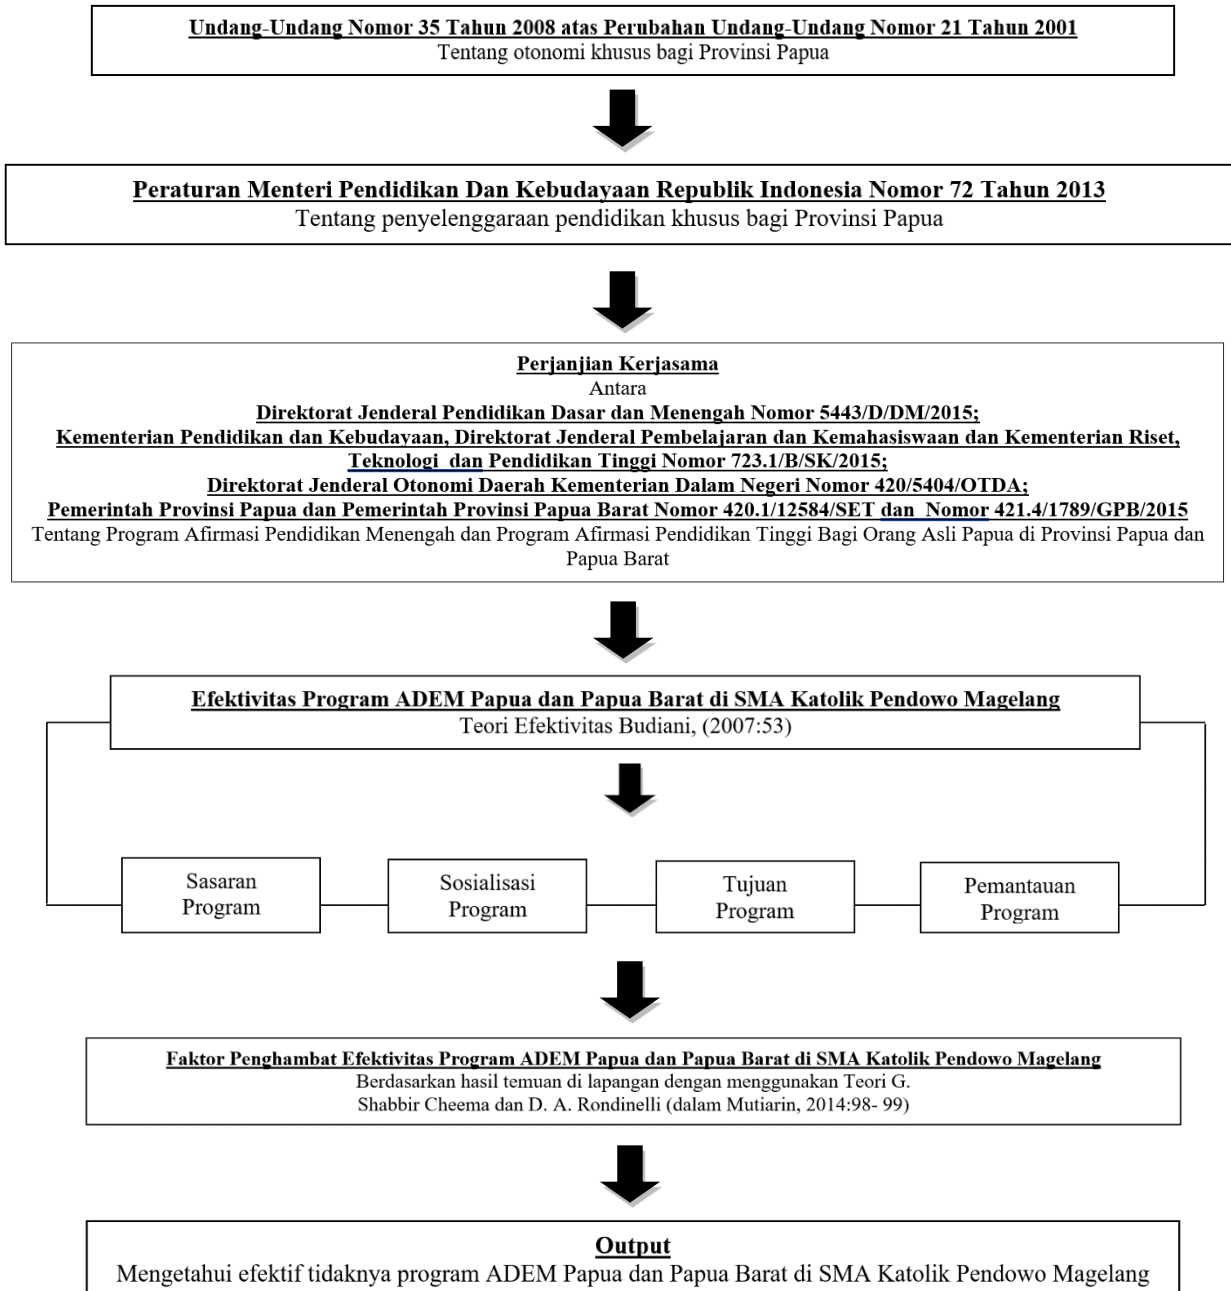 Undang-Undang Nomor 35 Tahun 2008 atas Perubahan Undang-Undang Nomor 21 Tahun 2001
Tentang otonomi khusus bagi Provinsi Papua
Peraturan Menteri Pendidikan Dan Kebudayaan Republik Indonesia Nomor 72 Tahun 2013
Tentang penyelenggaraan pendidikan khusus bagi Provinsi Papua
Perjanjian Kerjasama
Antara
Direktorat Jenderal Pendidikan Dasar dan Menengah Nomor 5443/D/DM/2015;
Kementerian Pendidikan dan Kebudayaan, Direktorat Jenderal Pembelajaran dan Kemahasiswaan dan Kementerian Riset,
Teknologi dan Pendidikan Tinggi Nomor 723.1/B/SK/2015;
Direktorat Jenderal Otonomi Daerah Kementerian Dalam Negeri Nomor 420/5404/OTDA;
Pemerintah Provinsi Papua dan Pemerintah Provinsi Papua Barat Nomor 420.1/12584/SET dan Nomor 421.4/1789/GPB/2015
Tentang Program Afirmasi Pendidikan Menengah dan Program Afirmasi Pendidikan Tinggi Bagi Orang Asli Papua di Provinsi Papua dan
Papua Barat
Efektivitas Program ADEM Papua dan Papua Barat di SMA Katolik Pendowo Magelang
Teori Efektivitas Budiani, (2007:53)
Sasaran
Program
Sosialisasi
Program
Tujuan
Program
Pemantauan
Program
Faktor Penghambat Efektivitas Program ADEM Papua dan Papua Barat di SMA Katolik Pendowo Magelang
Berdasarkan hasil temuan di lapangan dengan menggunakan Teori G.
Shabbir Cheema dan D. A. Rondinelli (dalam Mutiarin, 2014:98- 99)
Output
Mengetahui efektif tidaknya program ADEM Papua dan Papua Barat di SMA Katolik Pendowo Magelang